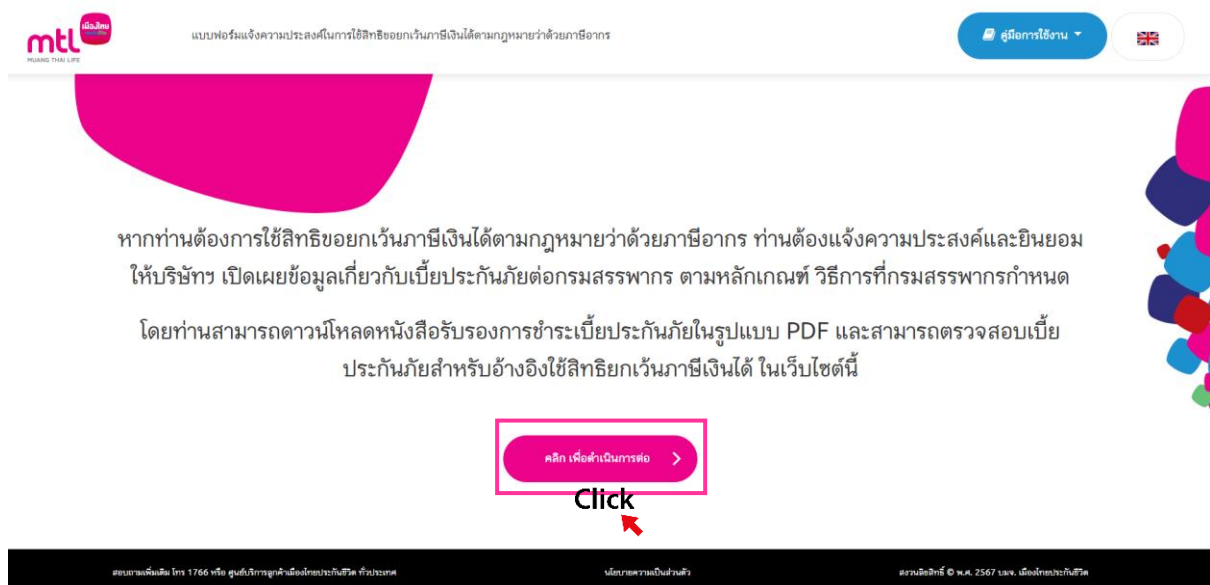 mtl
เมืองไทย
MUANG THAI LIFE
แบบฟอร์มแจ้งความประสงค์ในการใช้สิทธิขอยกเว้นภาษีเงินได้ตามกฎหมายว่าด้วยภาษีอากร
คู่มือการใช้งาน
หากท่านต้องการใช้สิทธิขอยกเว้นภาษีเงินได้ตามกฎหมายว่าด้วยภาษีอากร ท่านต้องแจ้งความประสงค์และยินยอม
ให้บริษัทฯ เปิดเผยข้อมูลเกี่ยวกับเบี้ยประกันภัยต่อกรมสรรพากร ตามหลักเกณฑ์ วิธีการที่กรมสรรพากรกำหนด
โดยท่านสามารถดาวน์โหลดหนังสือรับรองการชำระเบี้ยประกันภัยในรูปแบบ PDF และสามารถตรวจสอบเบี้ย
ประกันภัยสำหรับอ้างอิงใช้สิทธิยกเว้นภาษีเงินได้ ในเว็บไซต์นี้
คลิก เพื่อดำเนินการต่อ
Click
สอบถามเพิ่มเติม โทร 1766 หรือ ศูนย์บริการลูกค้าเมืองไทยประกันชีวิต ทั่วประเทศ
นโยบายความเป็นส่วนตัว
สงวนลิขสิทธิ์ © พ.ศ. 2567 บมจ. เมืองไทยประกันชีวิต